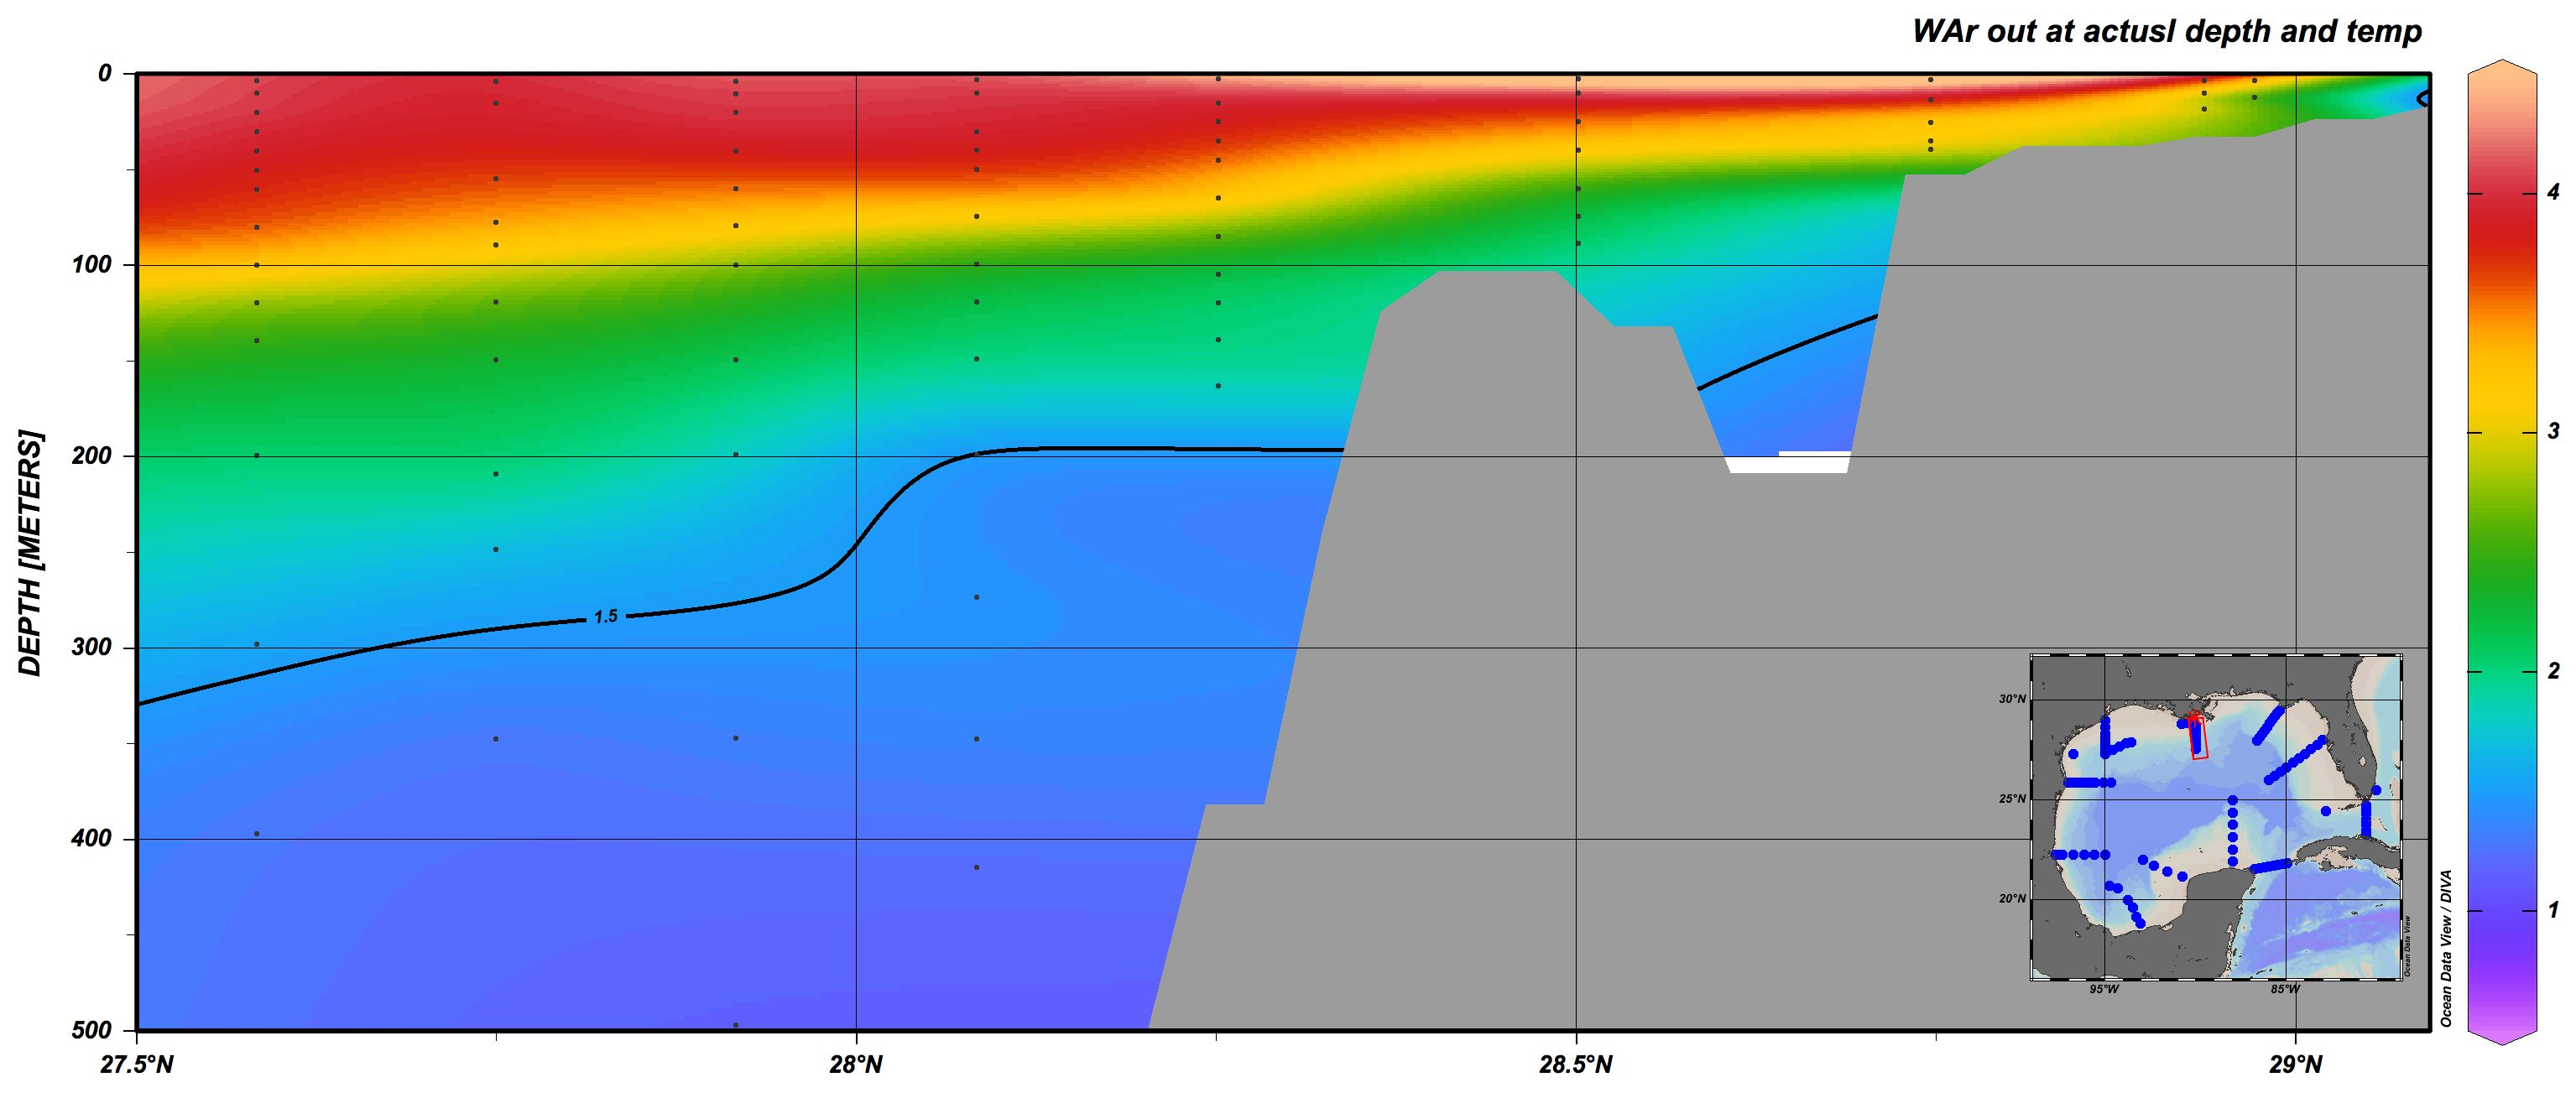 WAr out at actusl depth and temp
0
100
200
300
400
500
DEPTH [METERS]
1.5
27.5°N
28°N
28.5°N
29°N
4
3
2
1
30°N
25°N
20°N
95°W
85°W
Ocean Data View
Ocean Data View / DIVA